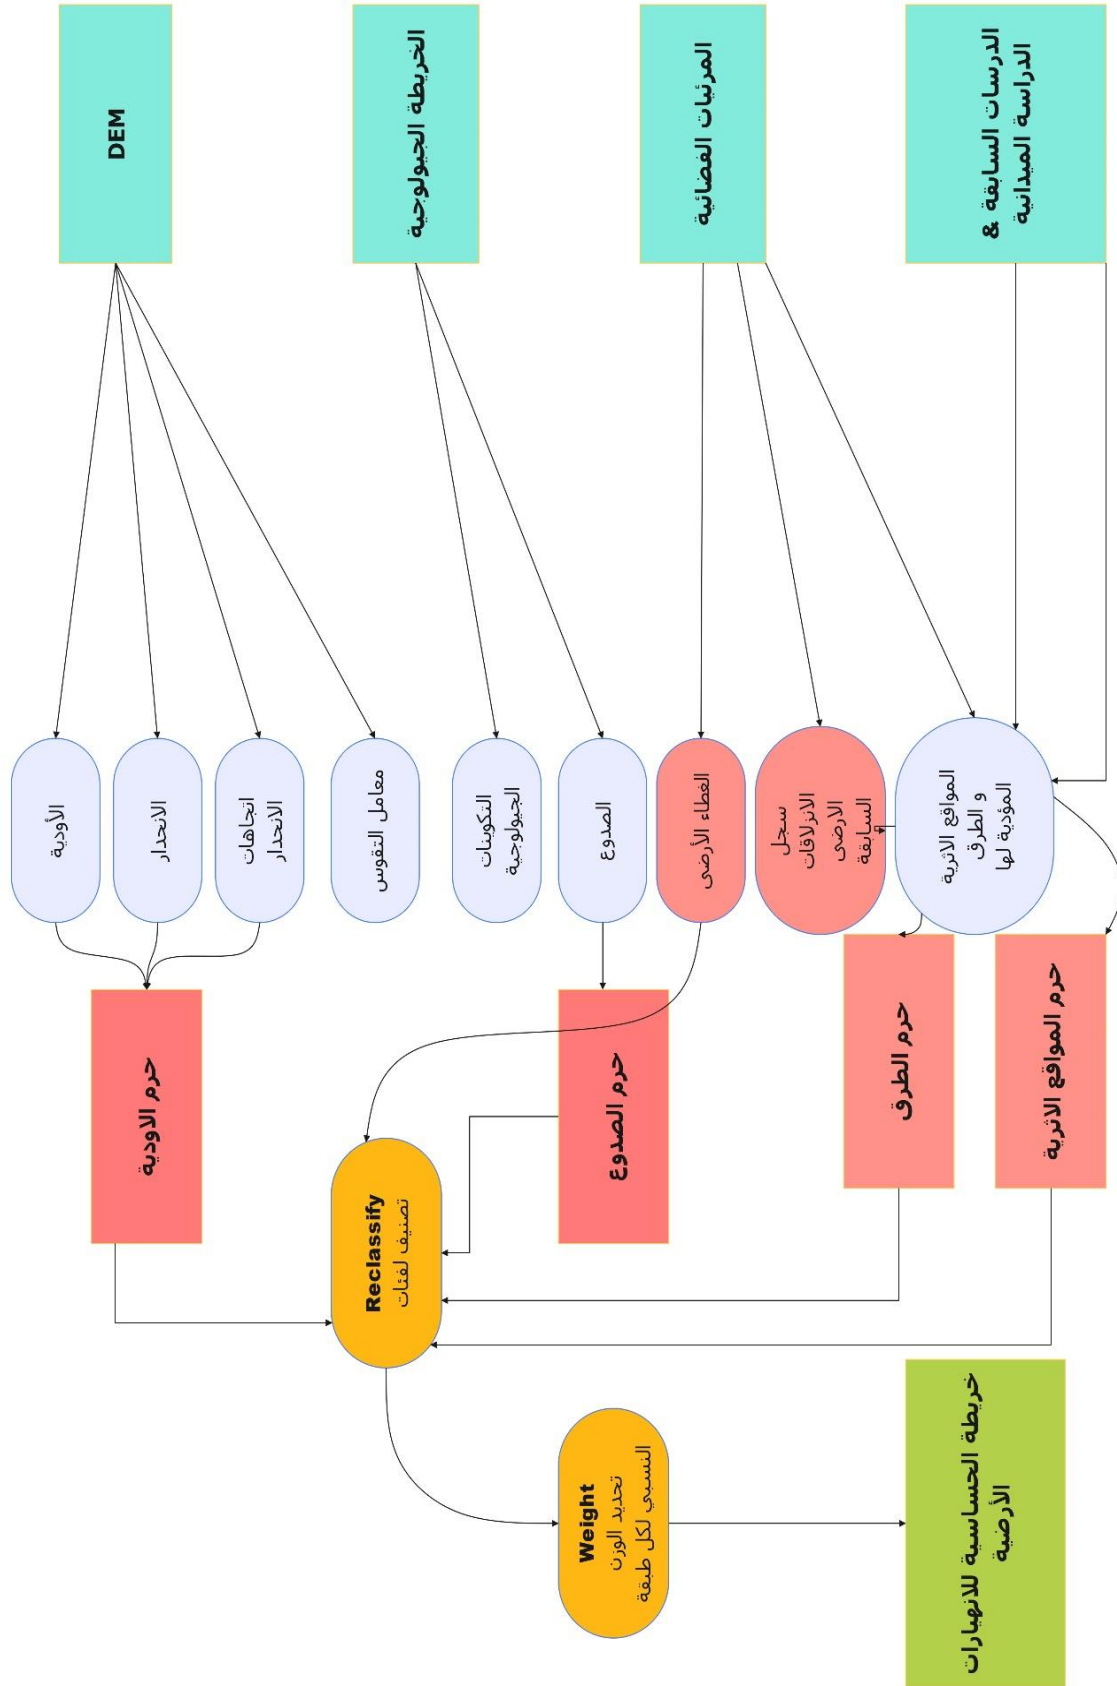 DEM
الخريطة الجيولوجية
المرئيات الفضائية
الدرسات السابقة &
الدراسة الميدانية
الأودية
الانحدار
اتجاهات
الانحدار
معامل التقوس
التكوينات
الجيولوجية
الصدوع
الغطاء الأرضى
سجل
الانزلاقات
الارضى
السابقة
المواقع الاثرية
و الطرق
المؤدية لها
حرم الاودية
حرم الصدوع
حرم الطرق
حرم المواقع الاثرية
Reclassify
تصنيف لفئات
Weight
تحديد الوزن
النسبي لكل طبقة
خريطة الحساسية للانهيارات
الأرضية